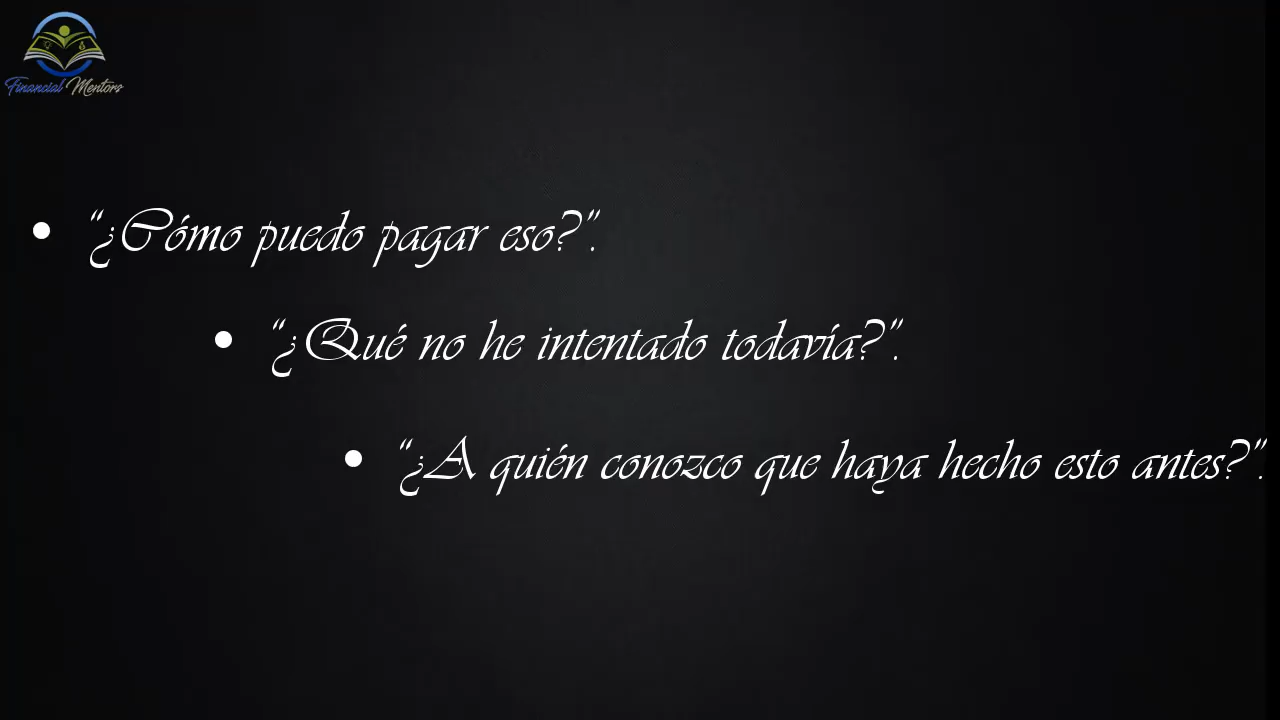 Financial Mentors
• “¿Cómo puedo pagar eso?”.
• “¿Qué no he intentado todavía?”.
• “¿A quién conozco que haya hecho esto antes?”.